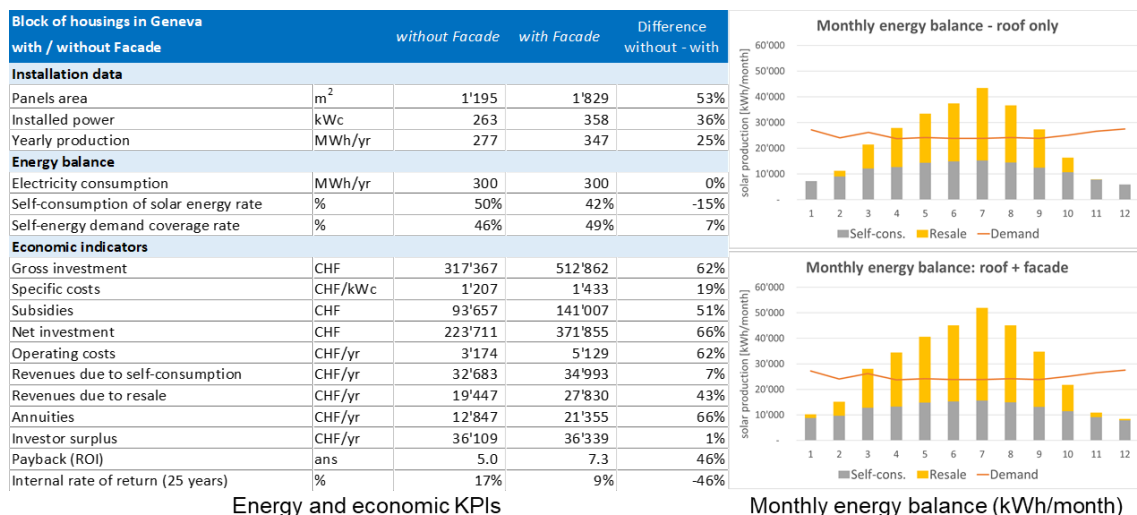 Block of housings in Geneva
with / without Facade
without Facade with Facade Difference
without - with
Installation data
Panels area m2 1'195 1'829 53%
Installed power kWc 263 358 36%
Yearly production MWh/yr 277 347 25%
Energy balance
Electricity consumption MWh/yr 300 300 0%
Self-consumption of solar energy rate % 50% 42% -15%
Self-energy demand coverage rate % 46% 49% 7%
Economic indicators
Gross investment CHF 317'367 512'862 62%
Specific costs CHF/kWc 1'207 1'433 19%
Subsidies CHF 93'657 141'007 51%
Net investment CHF 223'711 371'855 66%
Operating costs CHF/yr 3'174 5'129 62%
Revenues due to self-consumption CHF/yr 32'683 34'993 7%
Revenues due to resale CHF/yr 19'447 27'830 43%
Annuities CHF/yr 12'847 21'355 66%
Investor surplus CHF/yr 36'109 36'339 1%
Payback (ROI) ans 5.0 7.3 46%
Internal rate of return (25 years) % 17% 9% -46%
Energy and economic KPIs
Monthly energy balance - roof only
solar production [kWh/month]
60'000
50'000
40'000
30'000
20'000
10'000
-
1 2 3 4 5 6 7 8 9 10 11 12
Self-cons. Resale Demand
Monthly energy balance: roof + facade
solar production [kWh/month]
60'000
50'000
40'000
30'000
20'000
10'000
-
1 2 3 4 5 6 7 8 9 10 11 12
Self-cons. Resale Demand
Monthly energy balance (kWh/month)